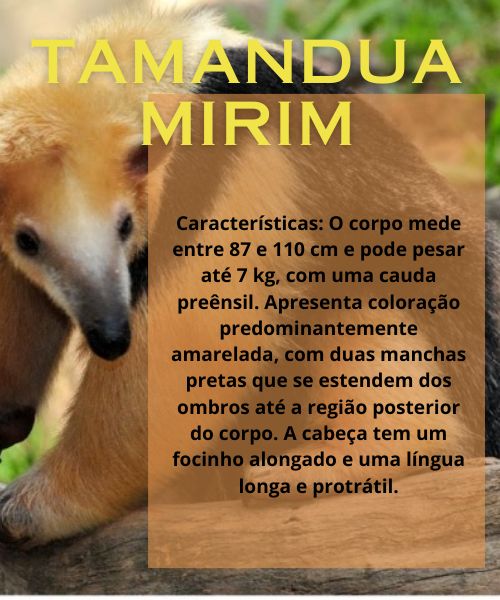 TAMANDUA
MIRIM
Características: O corpo mede
entre 87 e 110 cm e pode pesar
até 7 kg, com uma cauda
preênsil. Apresenta coloração
predominantemente
amarelada, com duas manchas
pretas que se estendem dos
ombros até a região posterior
do corpo. A cabeça tem um
focinho alongado e uma língua
longa e protrátil.